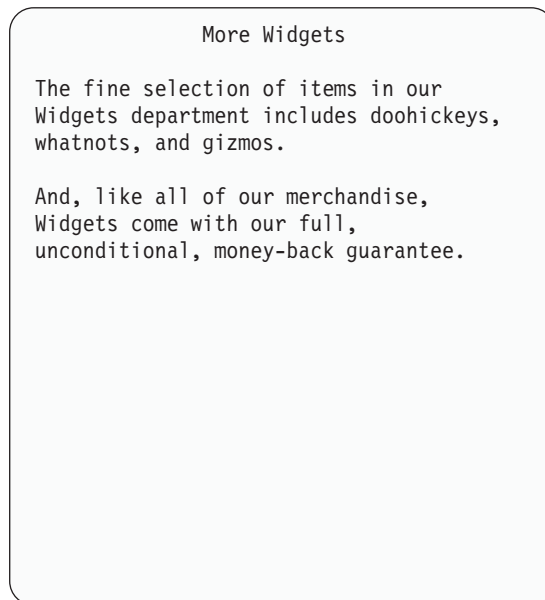 More Widgets
The fine selection of items in our
Widgets department includes doohickeys,
whatnots, and gizmos.
And, like all of our merchandise,
Widgets come with our full,
unconditional, money-back guarantee.